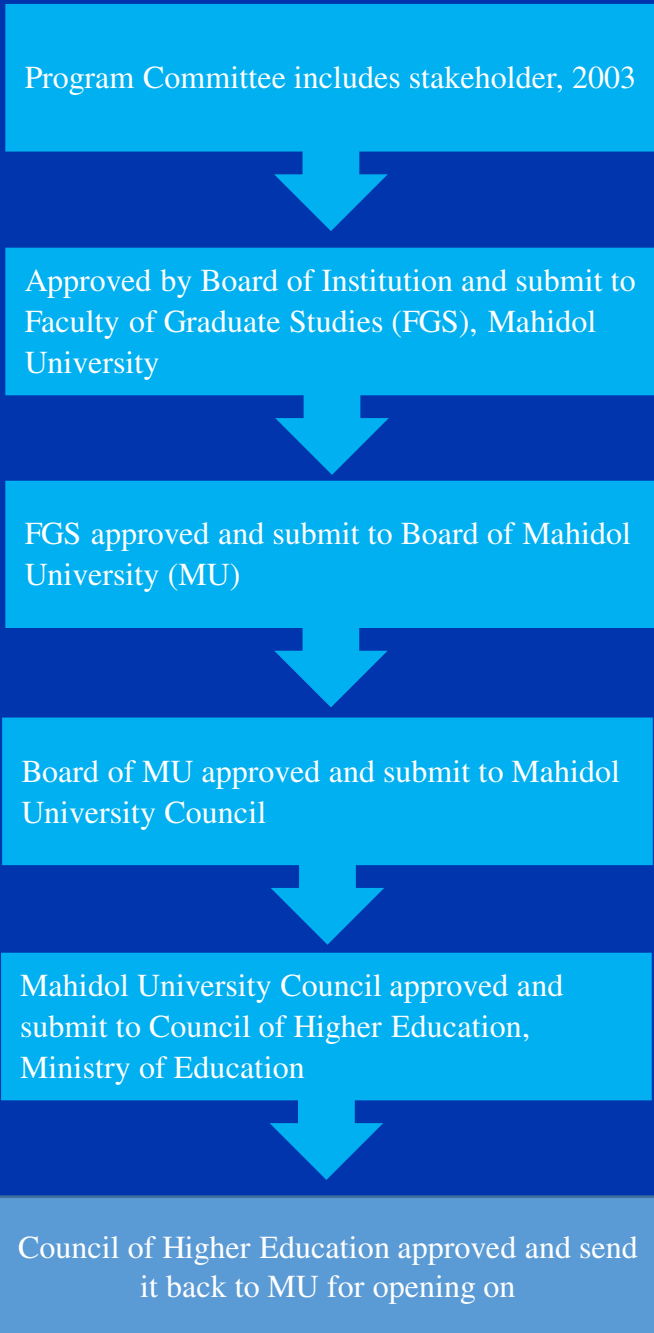 Program Committee includes stakeholder, 2003
Approved by Board of Institution and submit to
Faculty of Graduate Studies (FGS), Mahidol
University
FGS approved and submit to Board of Mahidol
University (MU)
Board of MU approved and submit to Mahidol
University Council
Mahidol University Council approved and
submit to Council of Higher Education,
Ministry of Education
Council of Higher Education approved and send
it back to MU for opening on